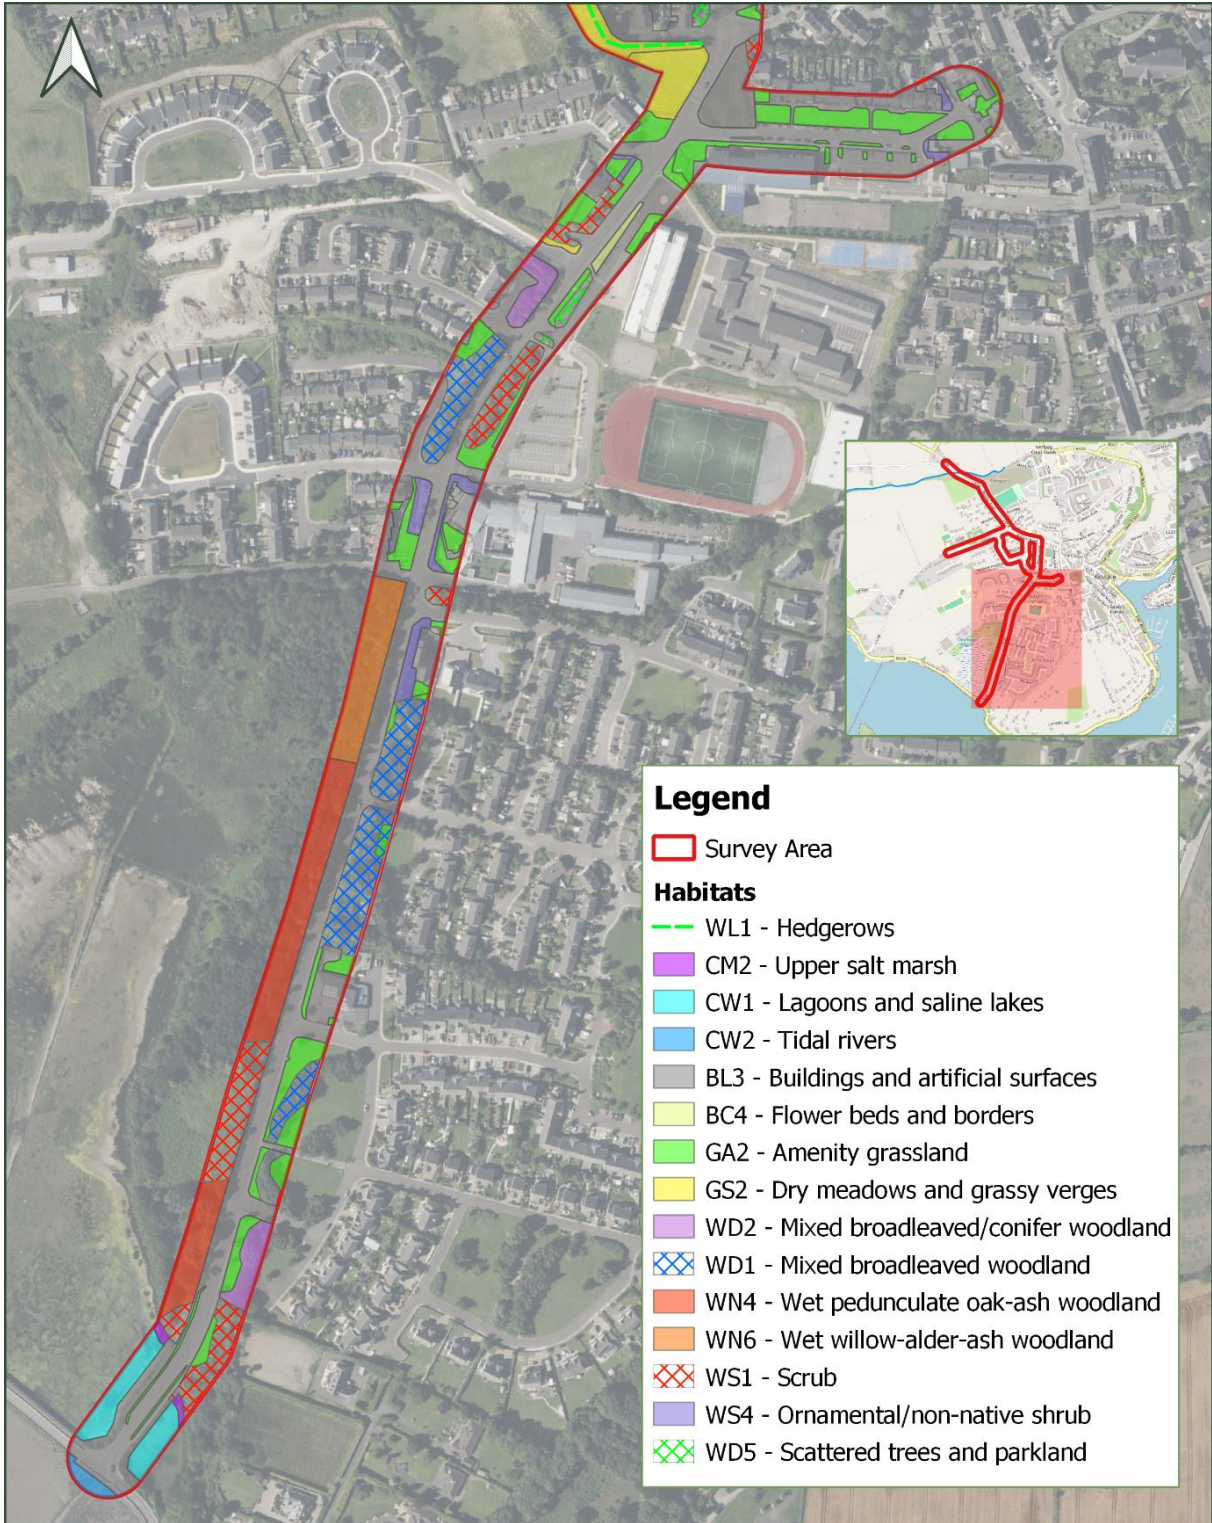 Legend
Survey Area
Habitats
WL1 - Hedgerows
CM2 - Upper salt marsh
CW1 - Lagoons and saline lakes
CW2 - Tidal rivers
BL3 - Buildings and artificial surfaces
BC4 - Flower beds and borders
GA2 - Amenity grassland
GS2 - Dry meadows and grassy verges
WD2 - Mixed broadleaved/conifer woodland
WD1 - Mixed broadleaved woodland
WN4 - Wet pedunculate oak-ash woodland
WN6 - Wet willow-alder-ash woodland
WS1 - Scrub
WS4 - Ornamental/non-native shrub
WD5 - Scattered trees and parkland